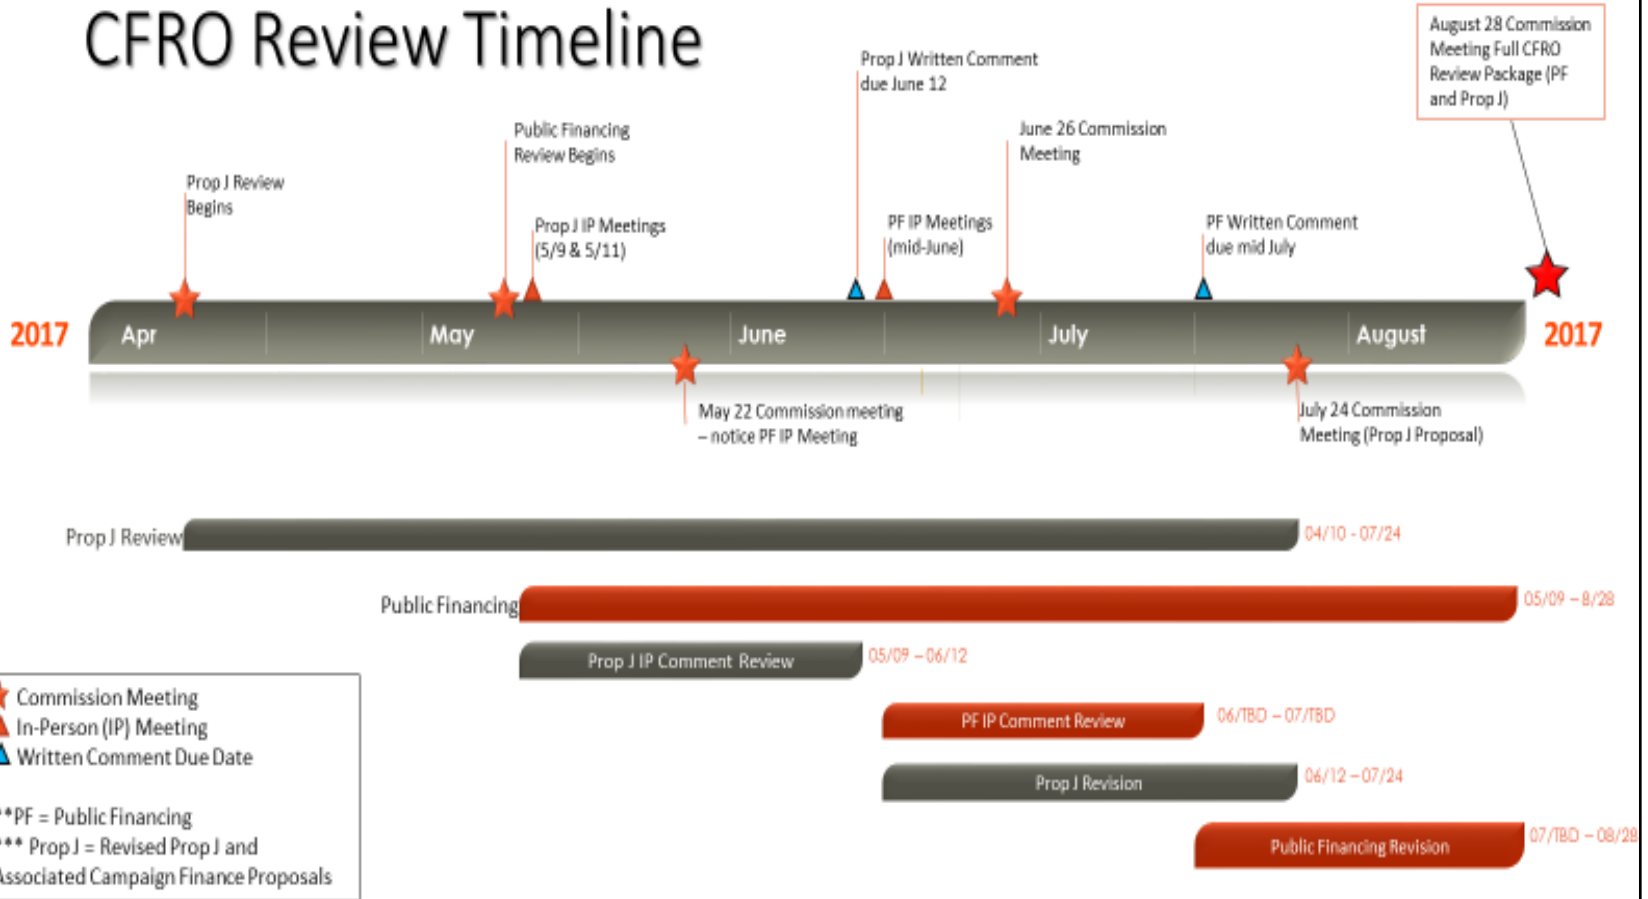 CFRO Review Timeline
August 28 Commission
Meeting Full CFRO
Review Package (PF
and Prop J)
Prop J Written Comment
due June 12
Public Financing
Review Begins
June 26 Commission
Meeting
Prop J Review
Begins
Prop J IP Meetings
(5/9 & 5/11)
PF IP Meetings
(mid-June)
PF Written Comment
due mid July
2017
Apr
May
June
July
August
2017
May 22 Commission meeting
– notice PF IP Meeting
July 24 Commission
Meeting (Prop J Proposal)
Prop J Review
04/10 - 07/24
Public Financing
05/09 – 8/28
Prop J IP Comment Review
05/09 – 06/12
PF IP Comment Review
06/TBD – 07/TBD
Prop J Revision
06/12 – 07/24
Public Financing Revision
07/TBD – 08/28
Commission Meeting
In-Person (IP) Meeting
Written Comment Due Date
**PF = Public Financing
*** Prop J = Revised Prop J and
Associated Campaign Finance Proposals